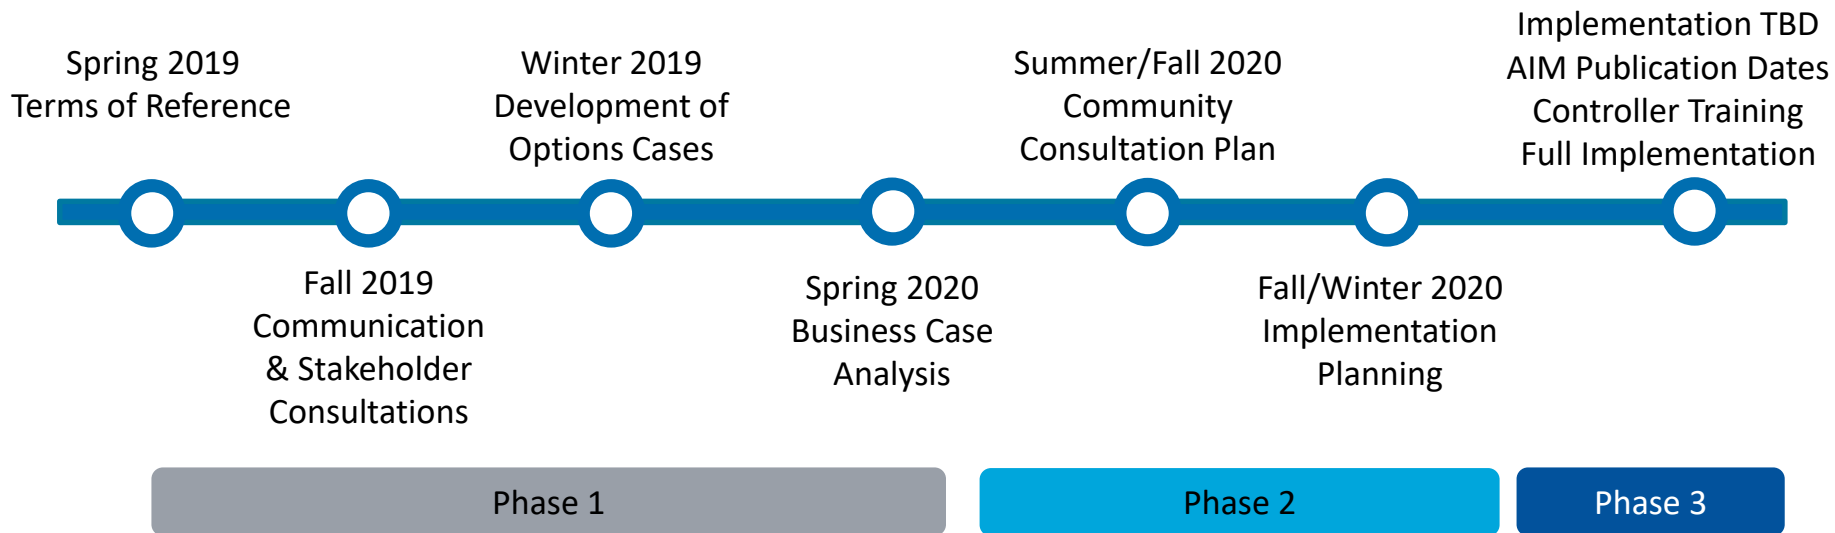 Spring 2019
Terms of Reference
Fall 2019
Communication
& Stakeholder
Consultations
Winter 2019
Development of
Options Cases
Spring 2020
Business Case
Analysis
Summer/Fall 2020
Community
Consultation Plan
Fall/Winter 2020
Implementation
Planning
Implementation TBD
AIM Publication Dates
Controller Training
Full Implementation
Phase 1
Phase 2
Phase 3